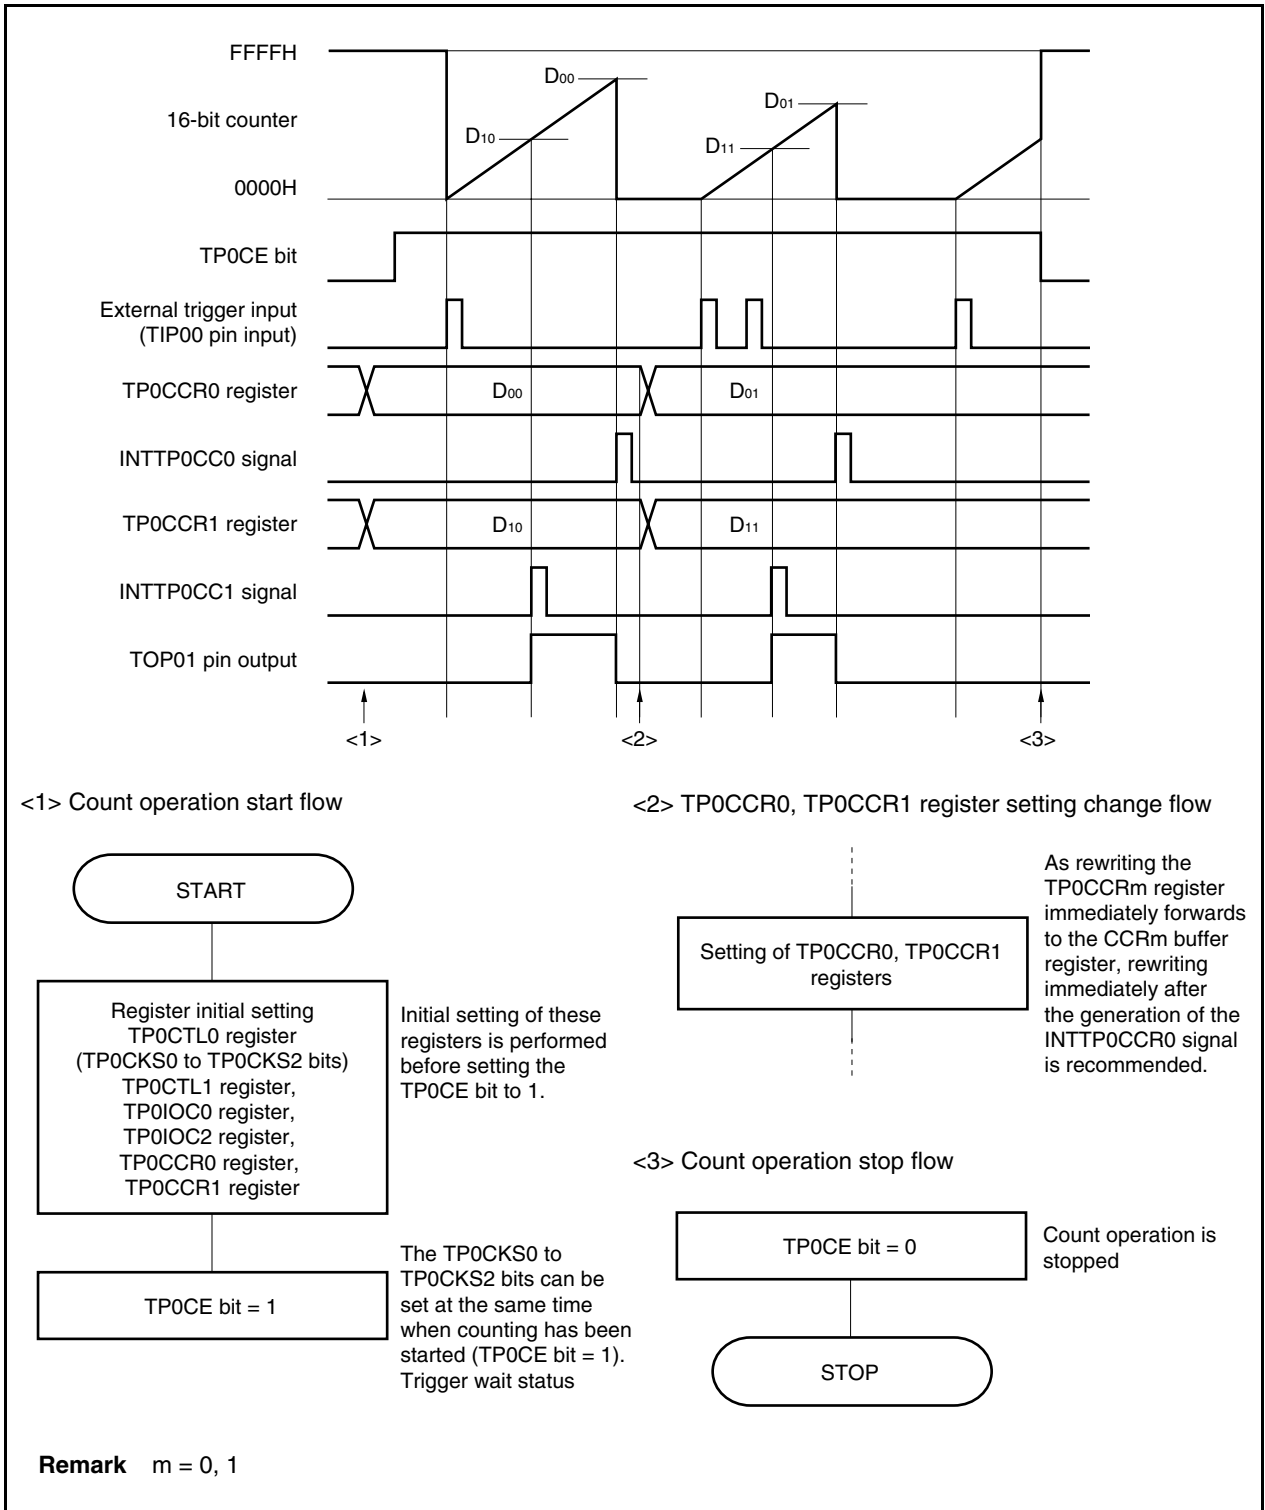 FFFFH
D00
D01
16-bit counter
D10
D11
0000H
TP0CE bit
External trigger input
(TIP00 pin input)
TP0CCR0 register
D00
D01
INTTP0CC0 signal
TP0CCR1 register
D10
D11
INTTP0CC1 signal
TOP01 pin output
<1>
<2>
<3>
<1> Count operation start flow
START
Register initial setting
TP0CTL0 register
(TP0CKS0 to TP0CKS2 bits)
TP0CTL1 register,
TP0IOC0 register,
TP0IOC2 register,
TP0CCR0 register,
TP0CCR1 register
Initial setting of these
registers is performed
before setting the
TP0CE bit to 1.
TP0CE bit = 1
The TP0CKS0 to
TP0CKS2 bits can be
set at the same time
when counting has been
started (TP0CE bit = 1).
Trigger wait status
<2> TP0CCR0, TP0CCR1 register setting change flow
Setting of TP0CCR0, TP0CCR1
registers
As rewriting the
TP0CCRm register
immediately forwards
to the CCRm buffer
register, rewriting
immediately after
the generation of the
INTTP0CCR0 signal
is recommended.
<3> Count operation stop flow
TP0CE bit = 0
Count operation is
stopped
STOP
Remark m = 0, 1